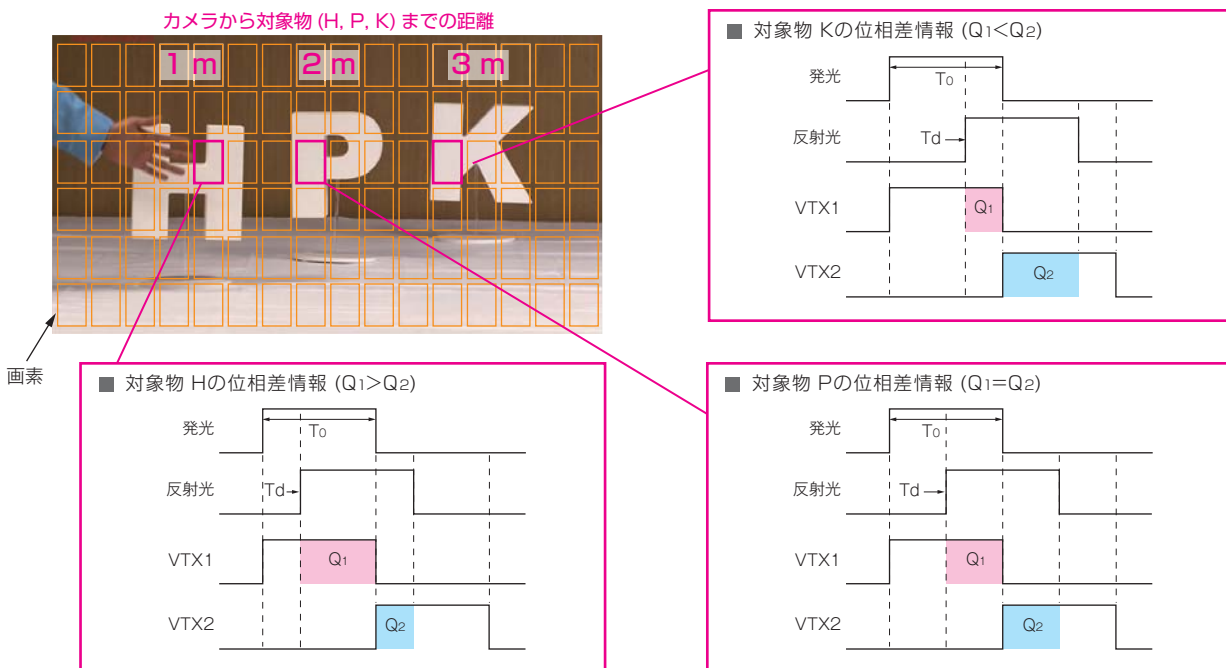 カメラから対象物 (H, P, K) までの距離
1 m
2 m
3 m
H
P
K
画素
■ 対象物 Kの位相差情報 (Q1<Q2)
発光
T0
反射光
Td
VTX1
Q1
VTX2
Q2
■ 対象物 Hの位相差情報 (Q1>Q2)
発光
T0
反射光
Td
VTX1
Q1
VTX2
Q2
■ 対象物 Pの位相差情報 (Q1=Q2)
発光
T0
反射光
Td
VTX1
Q1
VTX2
Q2